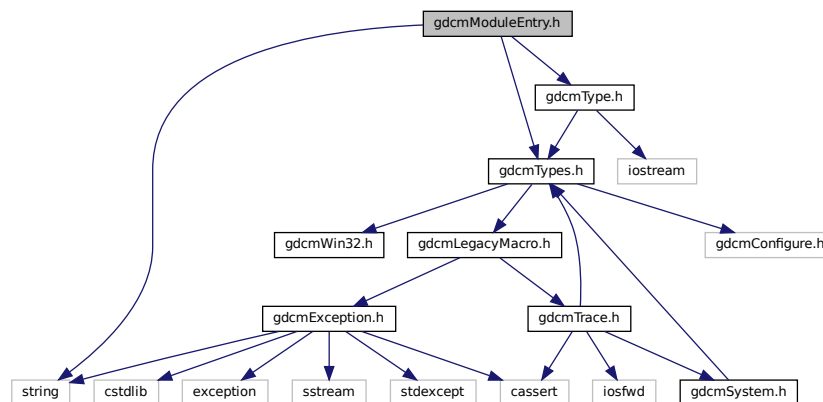 gdcmModuleEntry.h
gdcmType.h
gdcmTypes.h
iostream
gdcmWin32.h
gdcmLegacyMacro.h
gdcmConfigure.h
gdcmException.h
gdcmTrace.h
string
cstdlib
exception
sstream
stdexcept
cassert
iosfwd
gdcmSystem.h